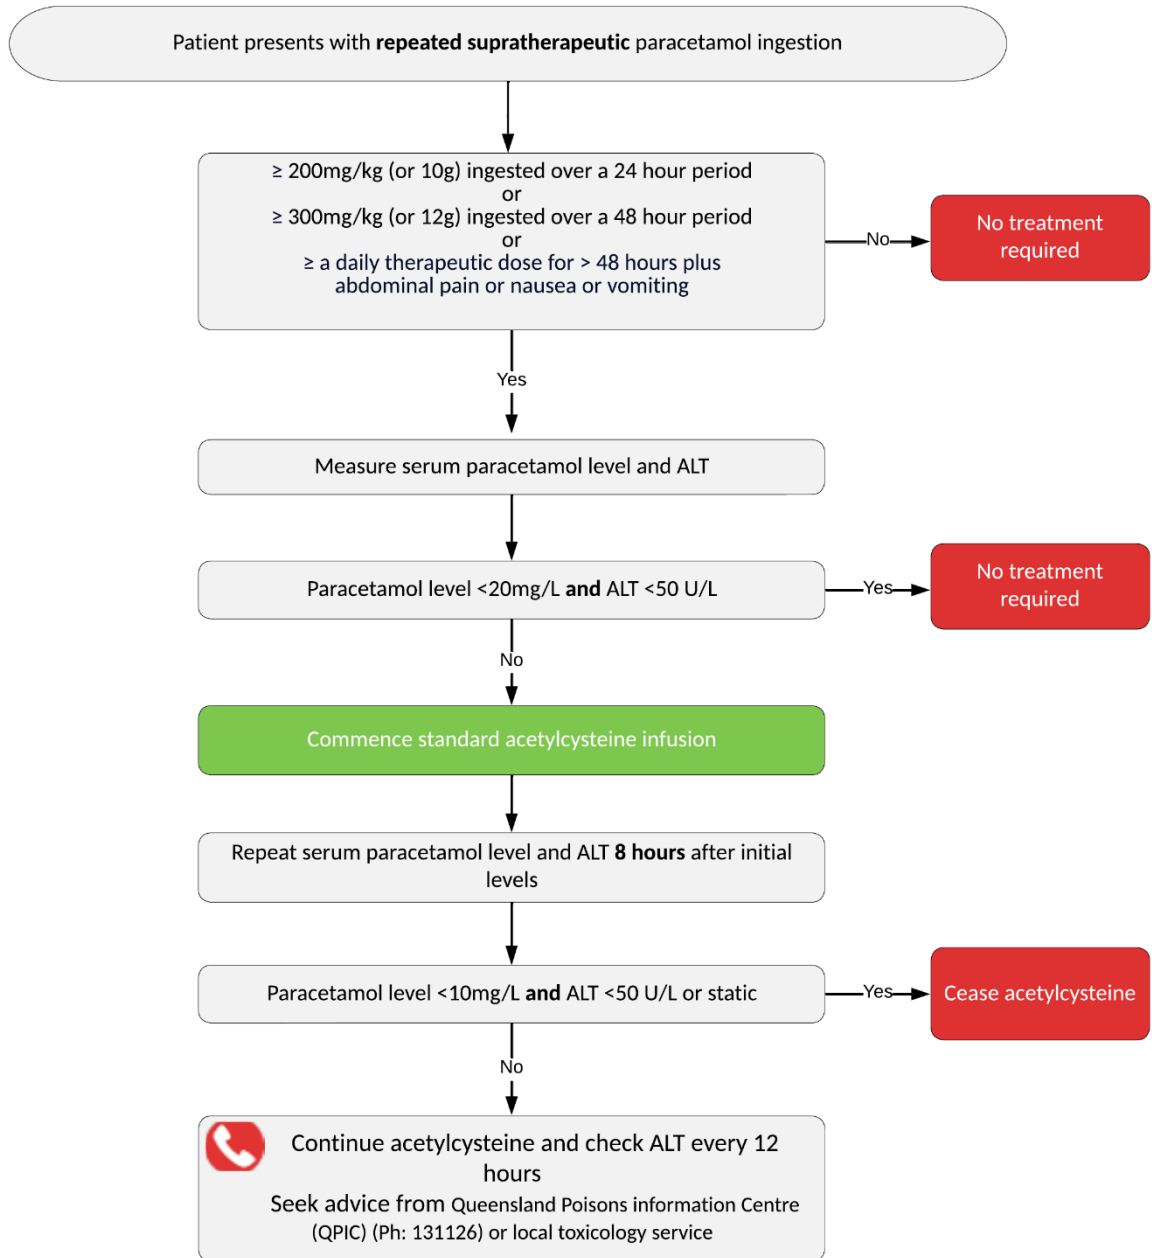 Patient presents with repeated supratherapeutic paracetamol ingestion
≥ 200mg/kg (or 10g) ingested over a 24 hour period
or
≥ 300mg/kg (or 12g) ingested over a 48 hour period
or
≥ a daily therapeutic dose for > 48 hours plus
abdominal pain or nausea or vomiting
No
No treatment
required
Yes
Measure serum paracetamol level and ALT
Paracetamol level <20mg/L and ALT <50 U/L
Yes
No treatment
required
No
Commence standard acetylcysteine infusion
Repeat serum paracetamol level and ALT 8 hours after initial
levels
Paracetamol level <10mg/L and ALT <50 U/L or static
Yes
Cease acetylcysteine
No
Continue acetylcysteine and check ALT every 12
hours
Seek advice from Queensland Poisons information Centre
(QPIC) (Ph: 131126) or local toxicology service